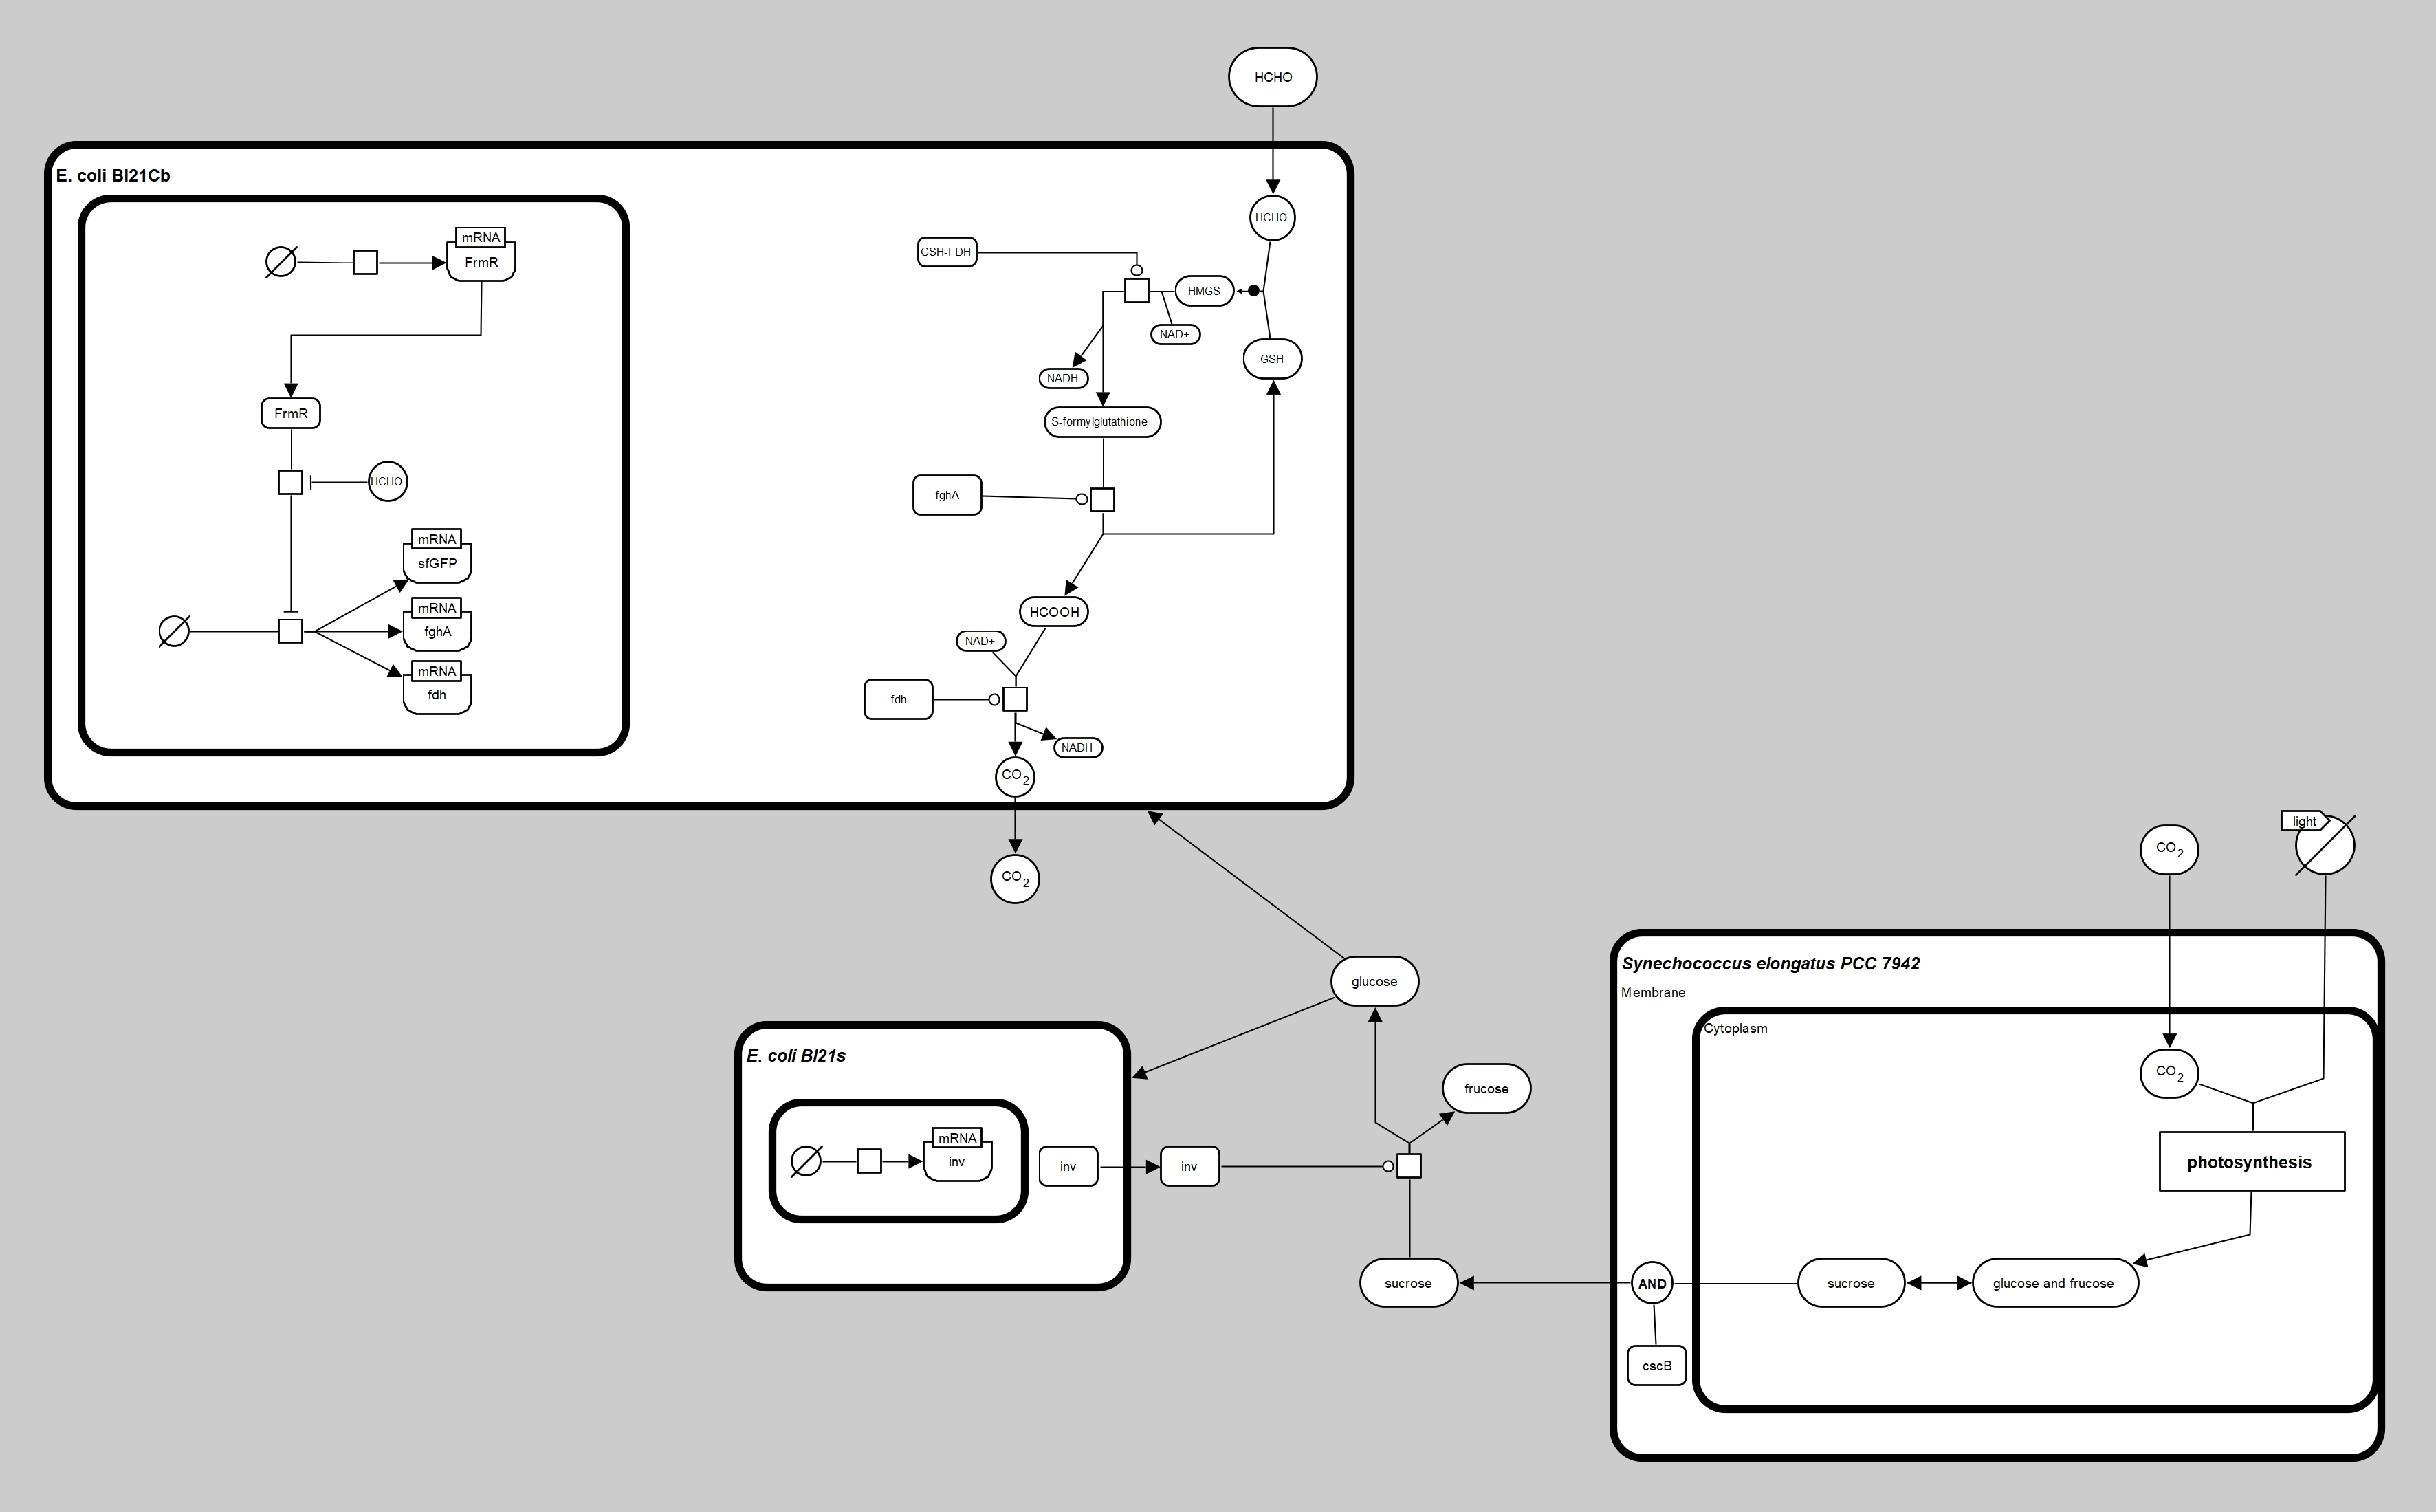 HCHO
E. coli Bl21Cb
mRNA
FrmR
HCHO
GSH-FDH
HMGS
NAD+
GSH
NADH
FrmR
S-formylglutathione
HCHO
fghA
mRNA
sfGFP
mRNA
fghA
HCOOH
NAD+
mRNA
fdh
fdh
NADH
CO2
CO2
light
CO2
Synechococcus elongatus PCC 7942
Membrane
glucose
Cytoplasm
E. coli Bl21s
CO2
frucose
mRNA
inv
inv
inv
photosynthesis
sucrose
AND
sucrose
glucose and frucose
cscB